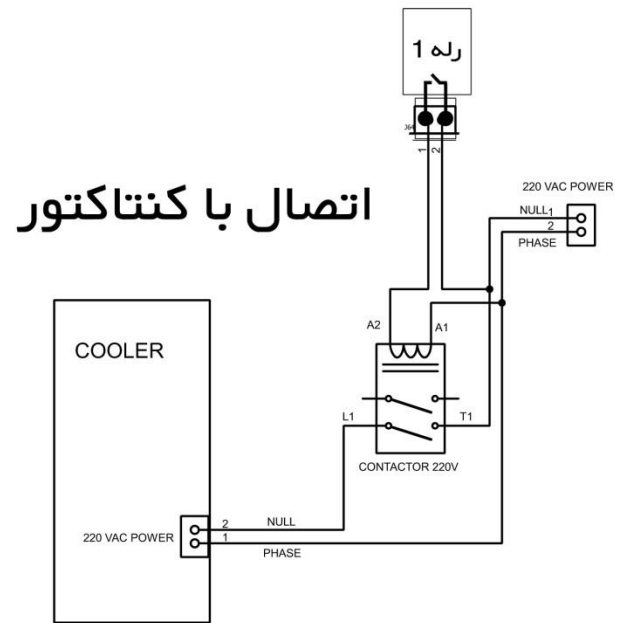 رله 1
J64
1
2
اتصال با کنتاکتور
220 VAC POWER
NULL 1
2
PHASE
COOLER
A2
A1
L1
T1
CONTACTOR 220V
220 VAC POWER
2
NULL
1
PHASE